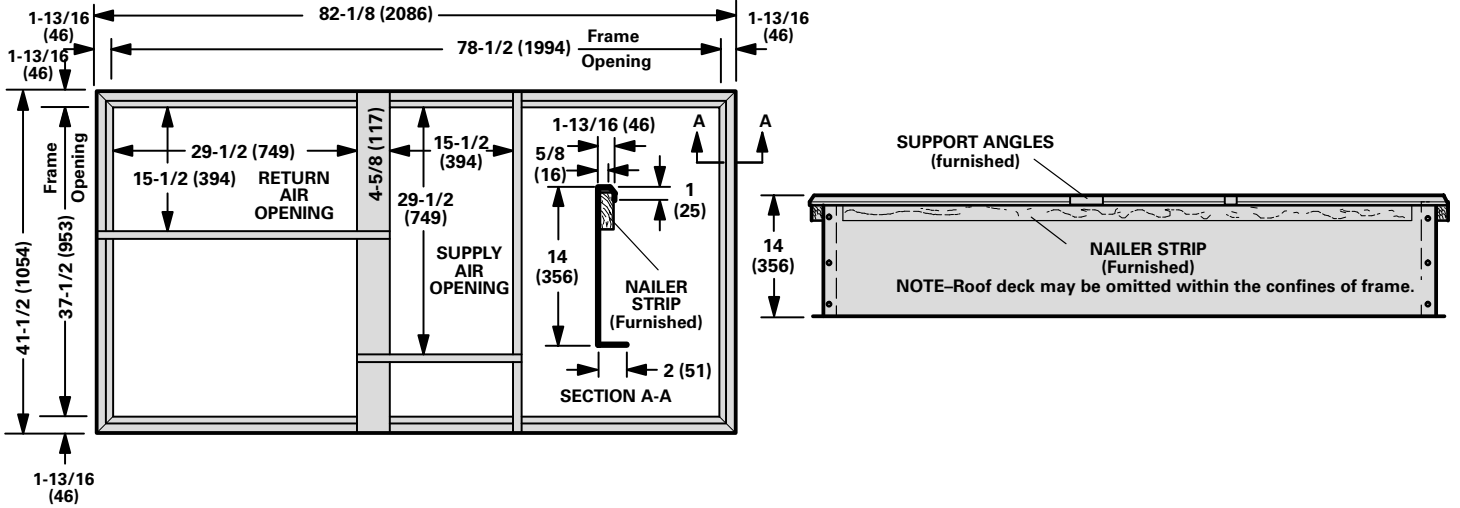 82-1/8 (2086)
1-13/16
(46)
1-13/16
(46)
78-1/2 (1994)
Frame
Opening
1-13/16
(46)
41-1/2 (1054)
37-1/2 (953)
Frame
Opening
29-1/2 (749)
15-1/2 (394)
RETURN
AIR
OPENING
4-5/8 (117)
15-1/2
(394)
29-1/2
(749)
SUPPLY
AIR
OPENING
1-13/16 (46)
5/8
(16)
1
(25)
A
A
14
(356)
NAILER
STRIP
(Furnished)
2 (51)
SECTION A-A
1-13/16
(46)
SUPPORT ANGLES
(furnished)
14
(356)
NAILER STRIP
(Furnished)
NOTE–Roof deck may be omitted within the confines of frame.